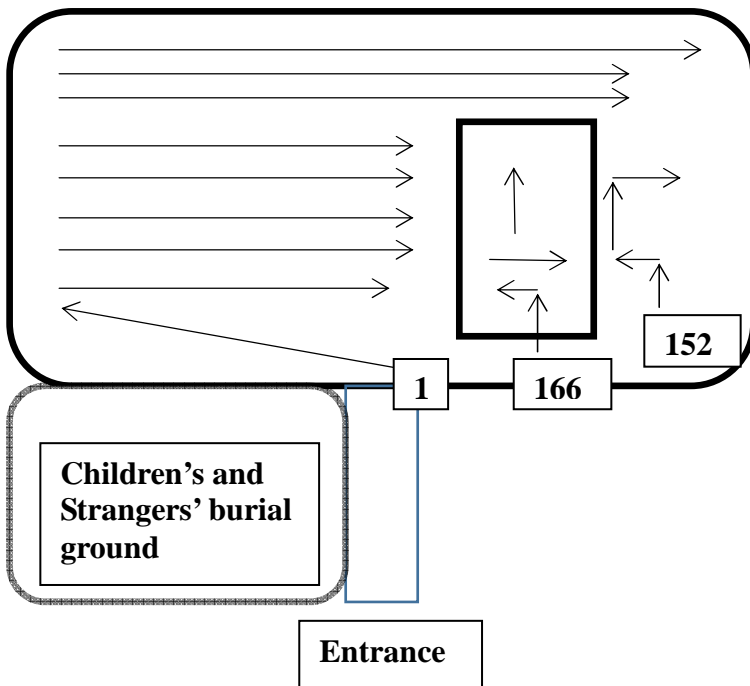 152
1
166
Children’s and
Strangers’ burial
ground
Entrance